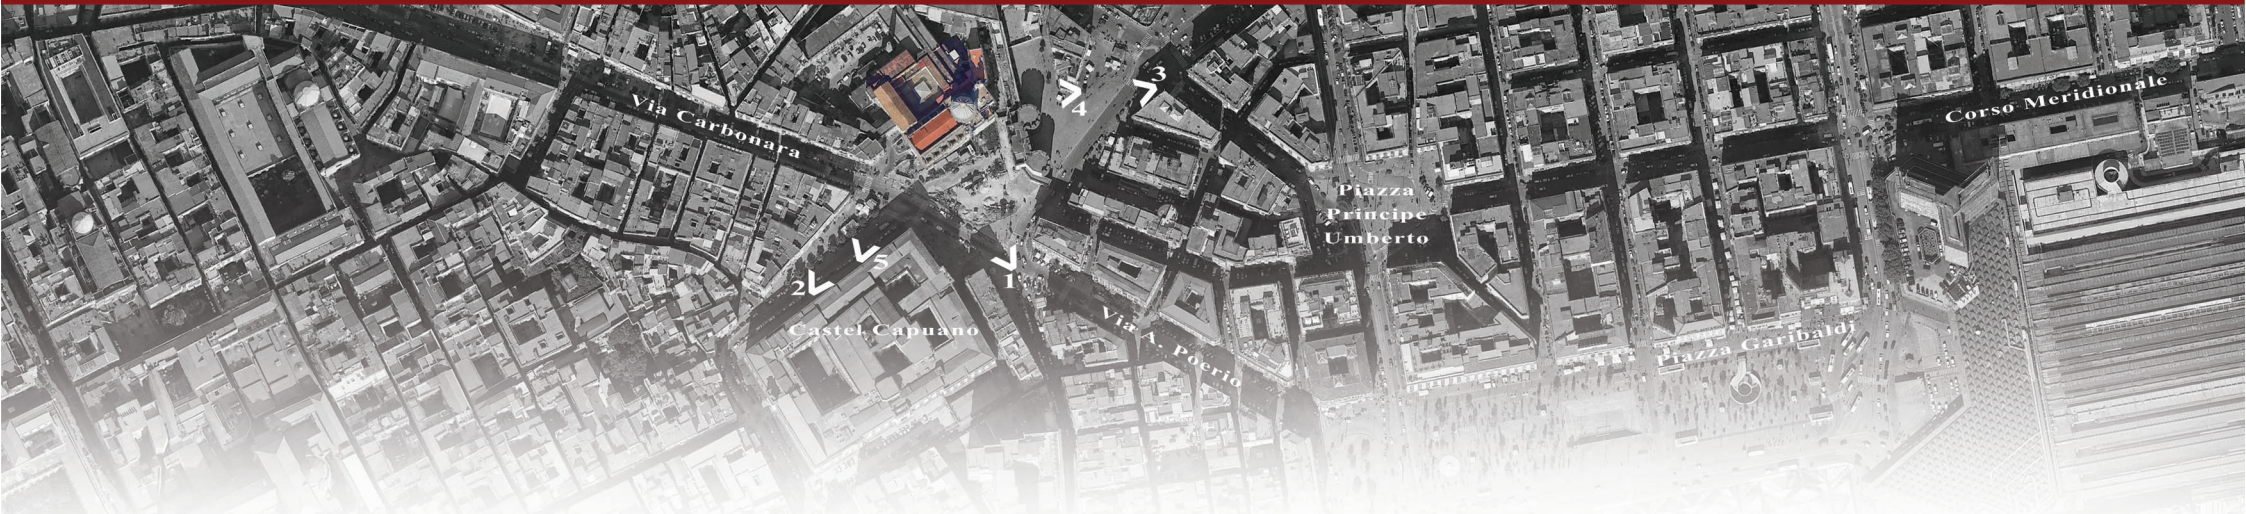 3
4
Corso Meridionale
Via Carbonara
Piazza
Principe
Umberto
5
1
2
Castel Capuano
Via A. Poerio
Piazza Garibaldi